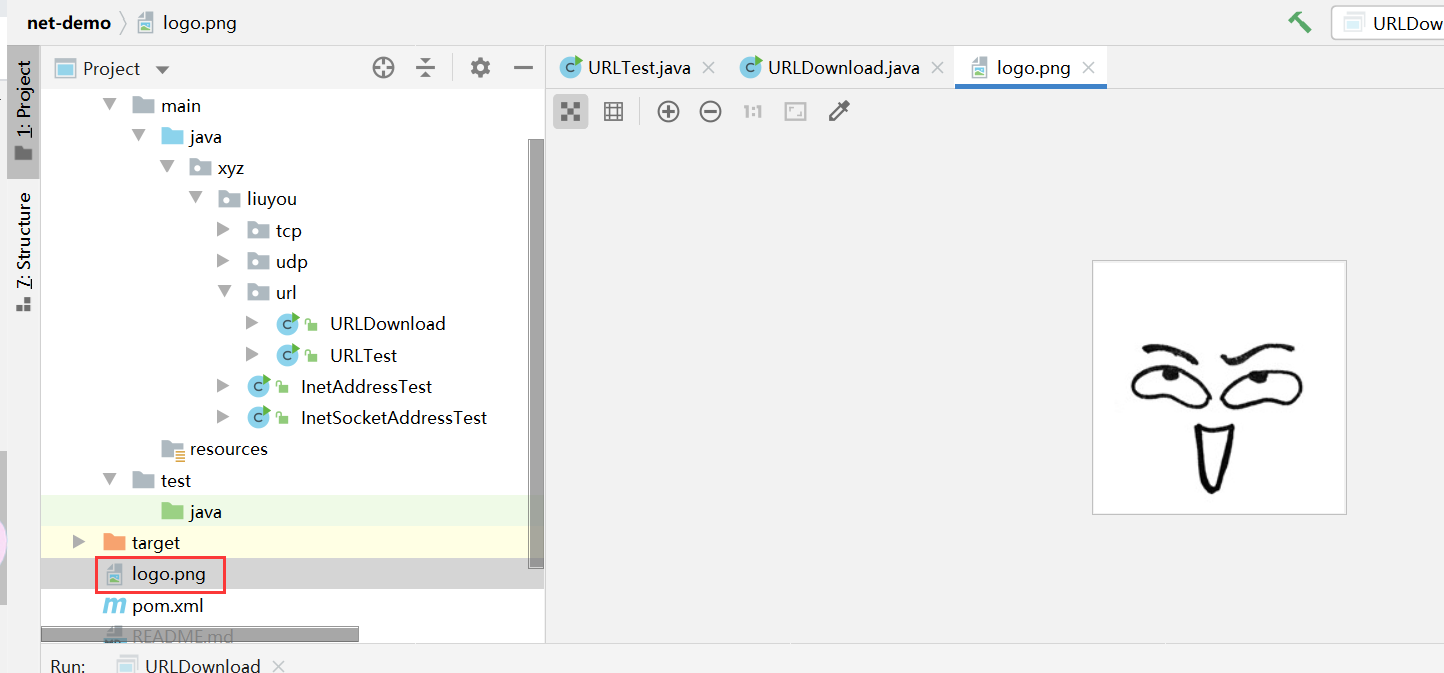 net-demo logo.png
URLDow
1: Project
7: Structure
Project
URLTest.java
URLDownload.java
logo.png
1:1
main
java
xyz
liuyou
tcp
udp
url
URLDownload
URLTest
InetAddressTest
InetSocketAddressTest
resources
test
java
target
logo.png
pom.xml
README.md
Run: URLDownload